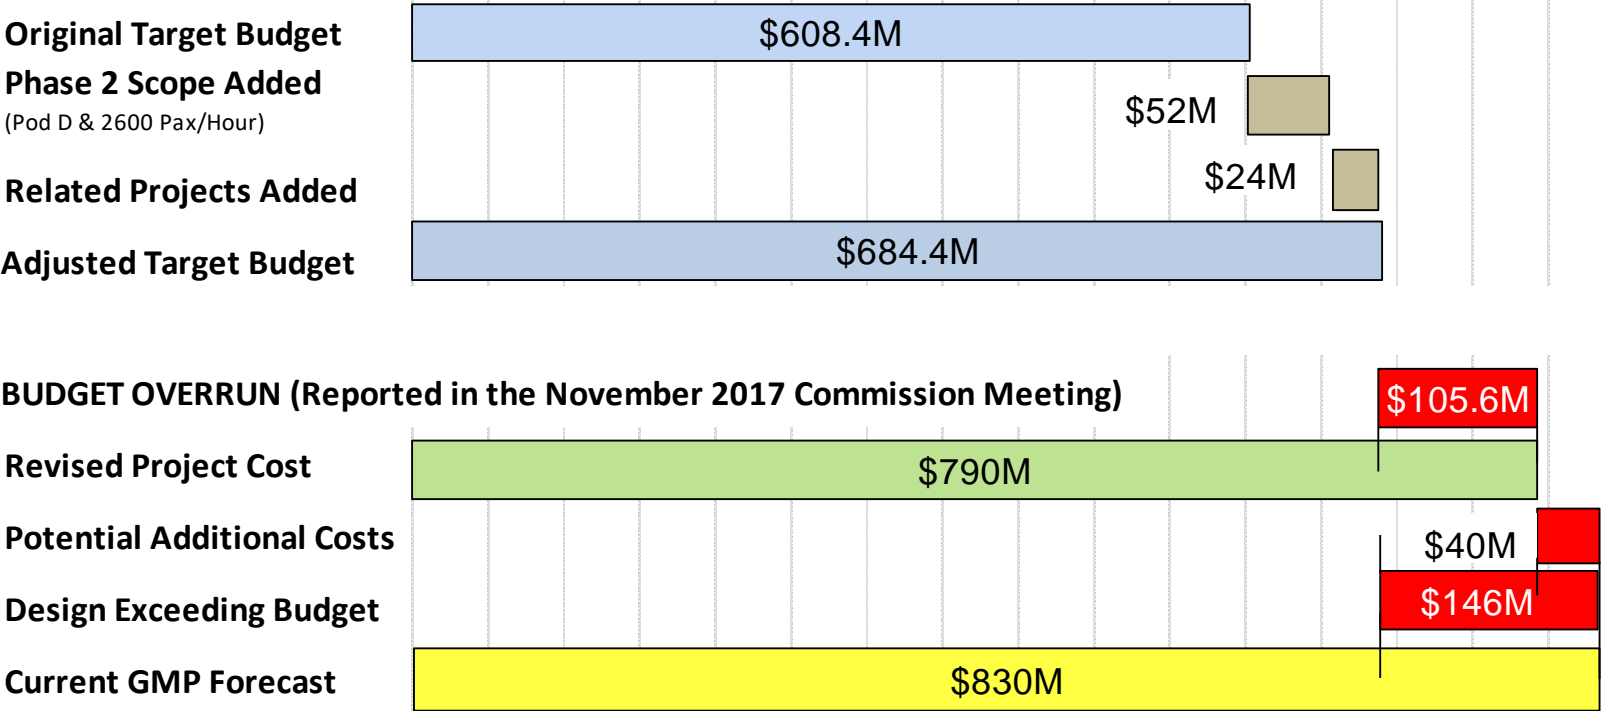 Original Target Budget
$608.4M
Phase 2 Scope Added
(Pod D & 2600 Pax/Hour)
$52M
Related Projects Added
$24M
Adjusted Target Budget
$684.4M
BUDGET OVERRUN (Reported in the November 2017 Commission Meeting)
$105.6M
Revised Project Cost
$790M
Potential Additional Costs
$40M
Design Exceeding Budget
$146M
Current GMP Forecast
$830M